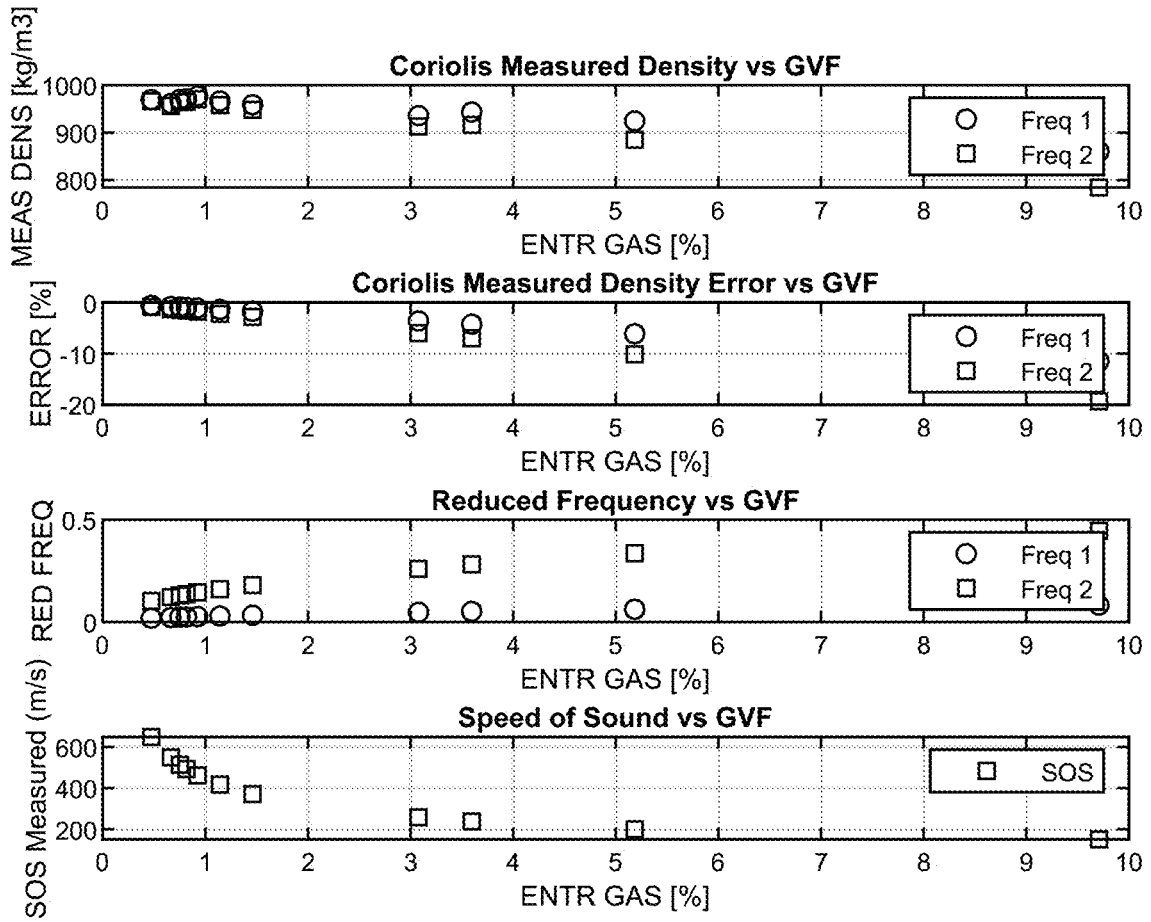 Coriolis Measured Density vs GVF
MEAS DENS [kg/m3]
1000
900
800
Freq 1
Freq 2
0 1 2 3 4 5 6 7 8 9 10
ENTR GAS [%]
Coriolis Measured Density Error vs GVF
ERROR [%]
0
-10
-20
Freq 1
Freq 2
0 1 2 3 4 5 6 7 8 9 10
ENTR GAS [%]
Reduced Frequency vs GVF
RED FREQ
0.5
0
Freq 1
Freq 2
0 1 2 3 4 5 6 7 8 9 10
ENTR GAS [%]
Speed of Sound vs GVF
SOS Measured (m/s)
600
400
200
SOS
0 1 2 3 4 5 6 7 8 9 10
ENTR GAS [%]